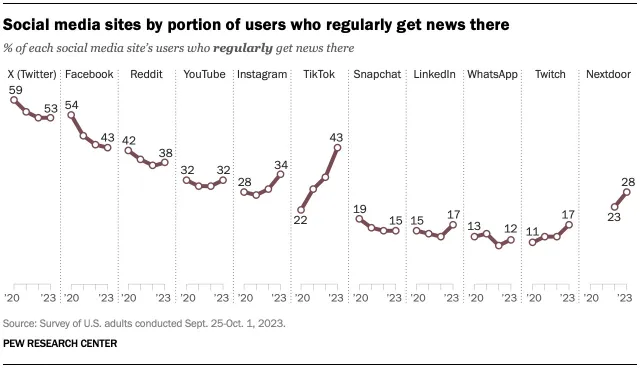 Social media sites by portion of users who regularly get news there
% of each social media site's users who regularly get news there
X (Twitter) Facebook Reddit YouTube Instagram TikTok Snapchat LinkedIn WhatsApp Twitch Nextdoor
59 53 54 43 42 38 32 32 28 34 22 43 19 15 15 17 13 12 11 17 23 28
'20 '23 '20 '23 '20 '23 '20 '23 '20 '23 '20 '23 '20 '23 '20 '23 '20 '23 '20 '23 '20 '23
Source: Survey of U.S. adults conducted Sept. 25-Oct. 1, 2023.
PEW RESEARCH CENTER